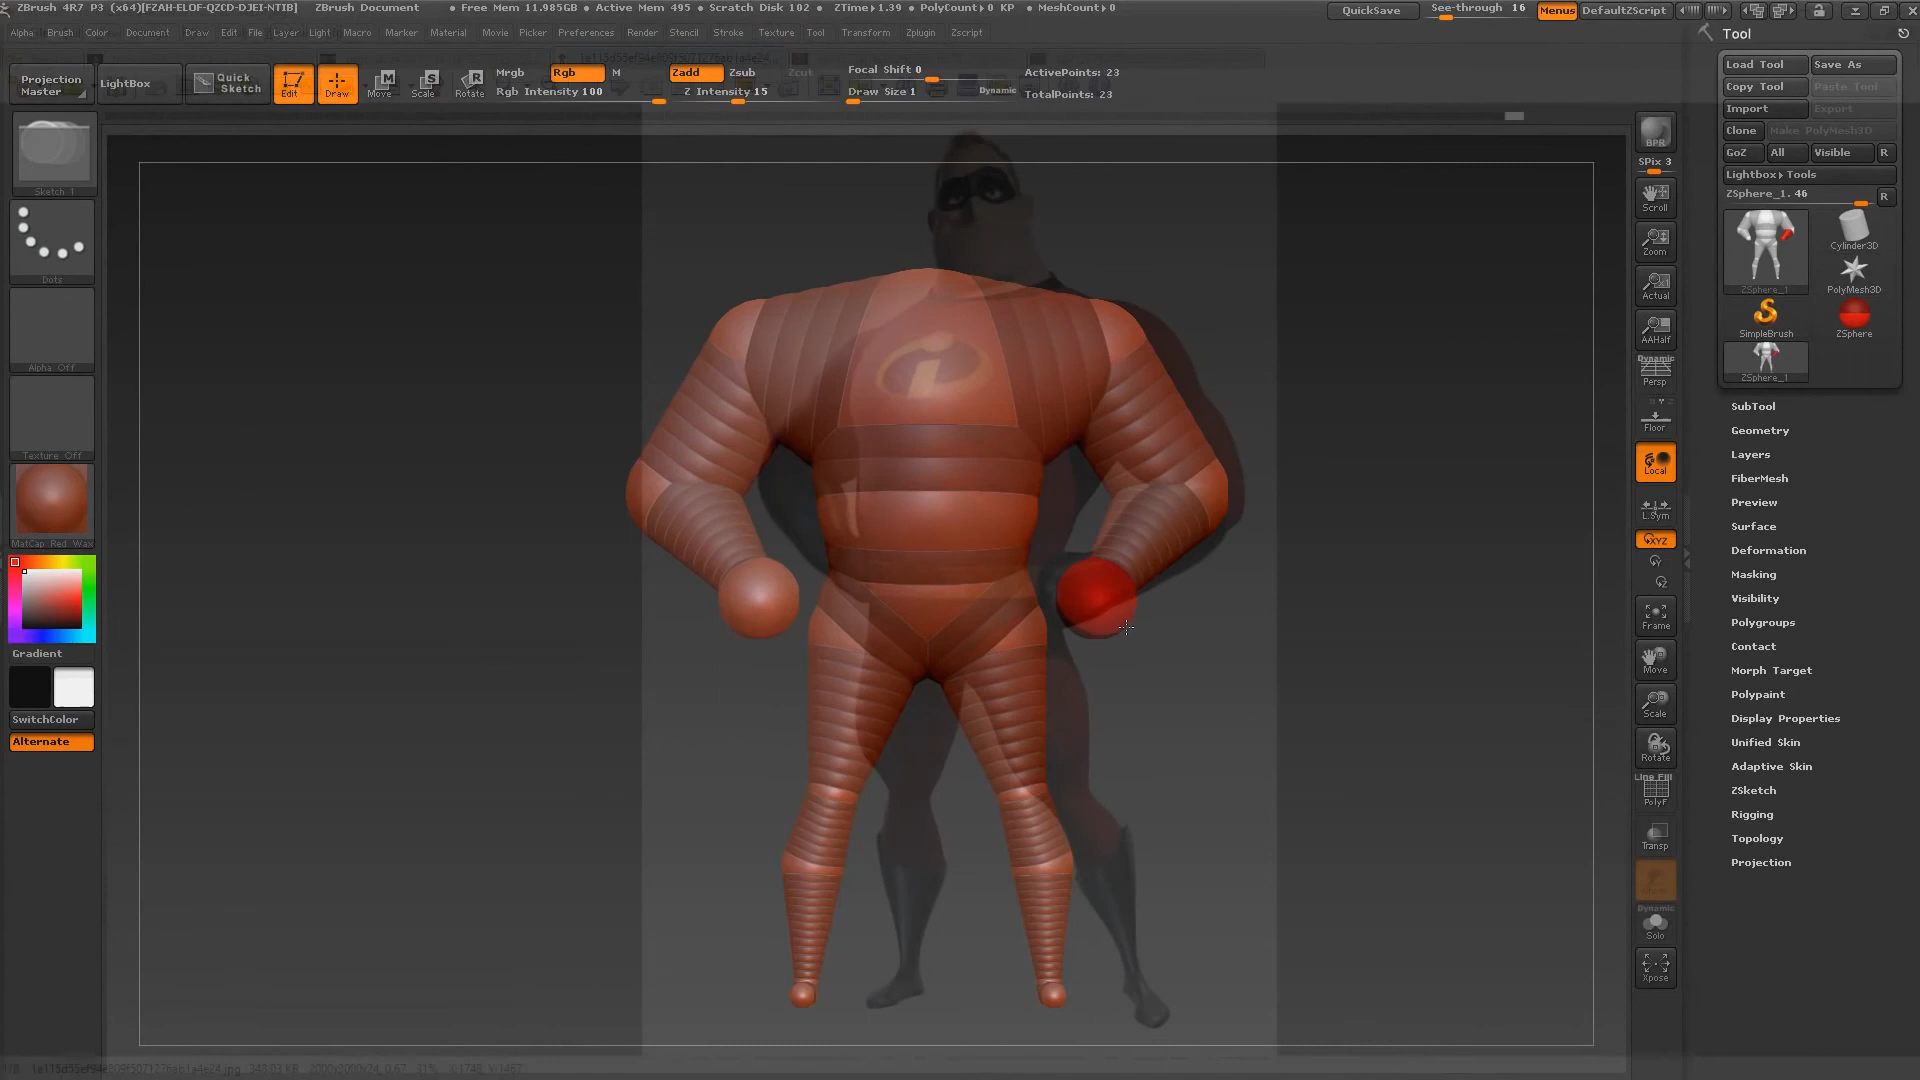 ZBrush 4R7 P3 (x64)[FZAH-ELOF-QZCD-DJEI-NTIB] ZBrush Document • Free Mem 11.985GB • Active Mem 495 • Scratch Disk 102 • ZTime▸1.39 • PolyCount▸0 KP • MeshCount▸0 QuickSave See-through 16 Menus DefaultZScript
Alpha Brush Color Document Draw Edit File Layer Light Macro Marker Material Movie Picker Preferences Render Stencil Stroke Texture Tool Transform Zplugin Zscript
Projection Master
LightBox
Quick Sketch
Edit
Draw
Move
Scale
Rotate
Mrgb Rgb M
Rgb Intensity 100
Zadd Zsub Zcut
Z Intensity 15
Focal Shift 0
Draw Size 1
Dynamic
ActivePoints: 23
TotalPoints: 23
Sketch 1
Dots
Alpha Off
Texture Off
MatCap Red Wax
Gradient
SwitchColor
Alternate
BPR
SPix 3
Scroll
Zoom
Actual
AAHalf
Dynamic
Persp
Floor
Local
L.Sym
XYZ
Frame
Move
Scale
Rotate
Line Fill
PolyF
Transp
Dynamic
Solo
Xpose
Tool
Load Tool Save As
Copy Tool Paste Tool
Import Export
Clone Make PolyMesh3D
GoZ All Visible R
Lightbox▸Tools
ZSphere_1. 46 R
ZSphere_1
Cylinder3D
PolyMesh3D
SimpleBrush
ZSphere
ZSphere_1
SubTool
Geometry
Layers
FiberMesh
Preview
Surface
Deformation
Masking
Visibility
Polygroups
Contact
Morph Target
Polypaint
Display Properties
Unified Skin
Adaptive Skin
ZSketch
Rigging
Topology
Projection